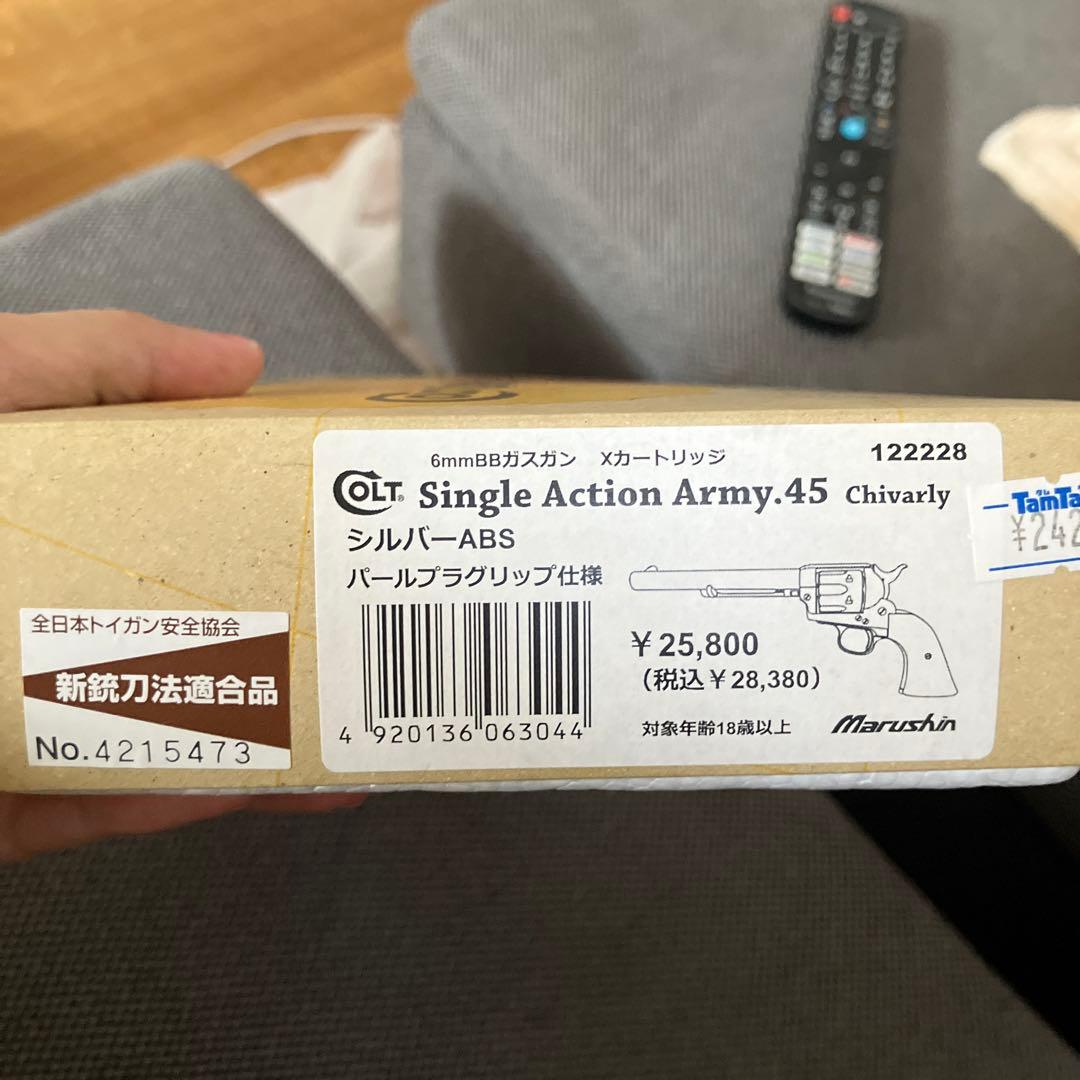 6mmBBガスガン Xカートリッジ
122228
COLT® Single Action Army.45 Chivarly
シルバーABS
パールプラグリップ仕様
¥25,800
(税込¥28,380)
4 920136 063044
対象年齢18歳以上
Marushin
全日本トイガン安全協会
新銃刀法適合品
No.4215473
TamTa
¥242